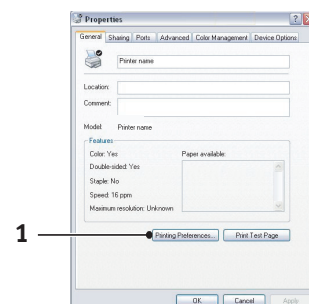 Properties
General Sharing Ports Advanced Color Management Device Options
Printer name
Location:
Comment:
Model: Printer name
Features
Color: Yes Paper available:
Double-sided: Yes
Staple: No
Speed: 16 ppm
Maximum resolution: Unknown
1
Printing Preferences... Print Test Page
OK Cancel Apply